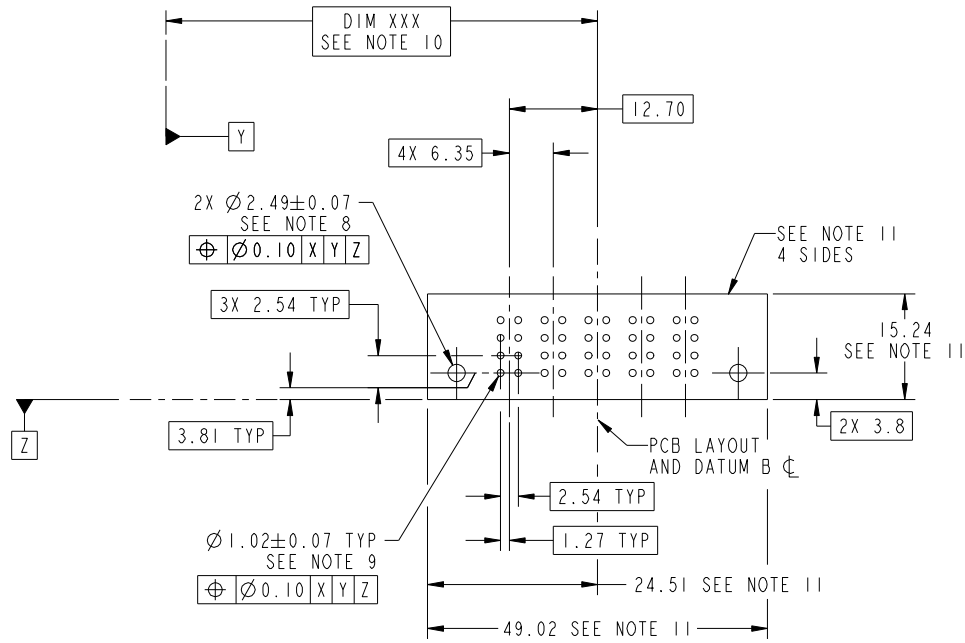 DIM XXX
SEE NOTE 10
12.70
Y
4X 6.35
2X Ø2.49±0.07
SEE NOTE 8
⌖ Ø0.10 X Y Z
SEE NOTE 11
4 SIDES
3X 2.54 TYP
15.24
SEE NOTE 11
Z
3.81 TYP
2X 3.8
PCB LAYOUT
AND DATUM B ℄
2.54 TYP
Ø1.02±0.07 TYP
SEE NOTE 9
⌖ Ø0.10 X Y Z
1.27 TYP
24.51 SEE NOTE 11
49.02 SEE NOTE 11